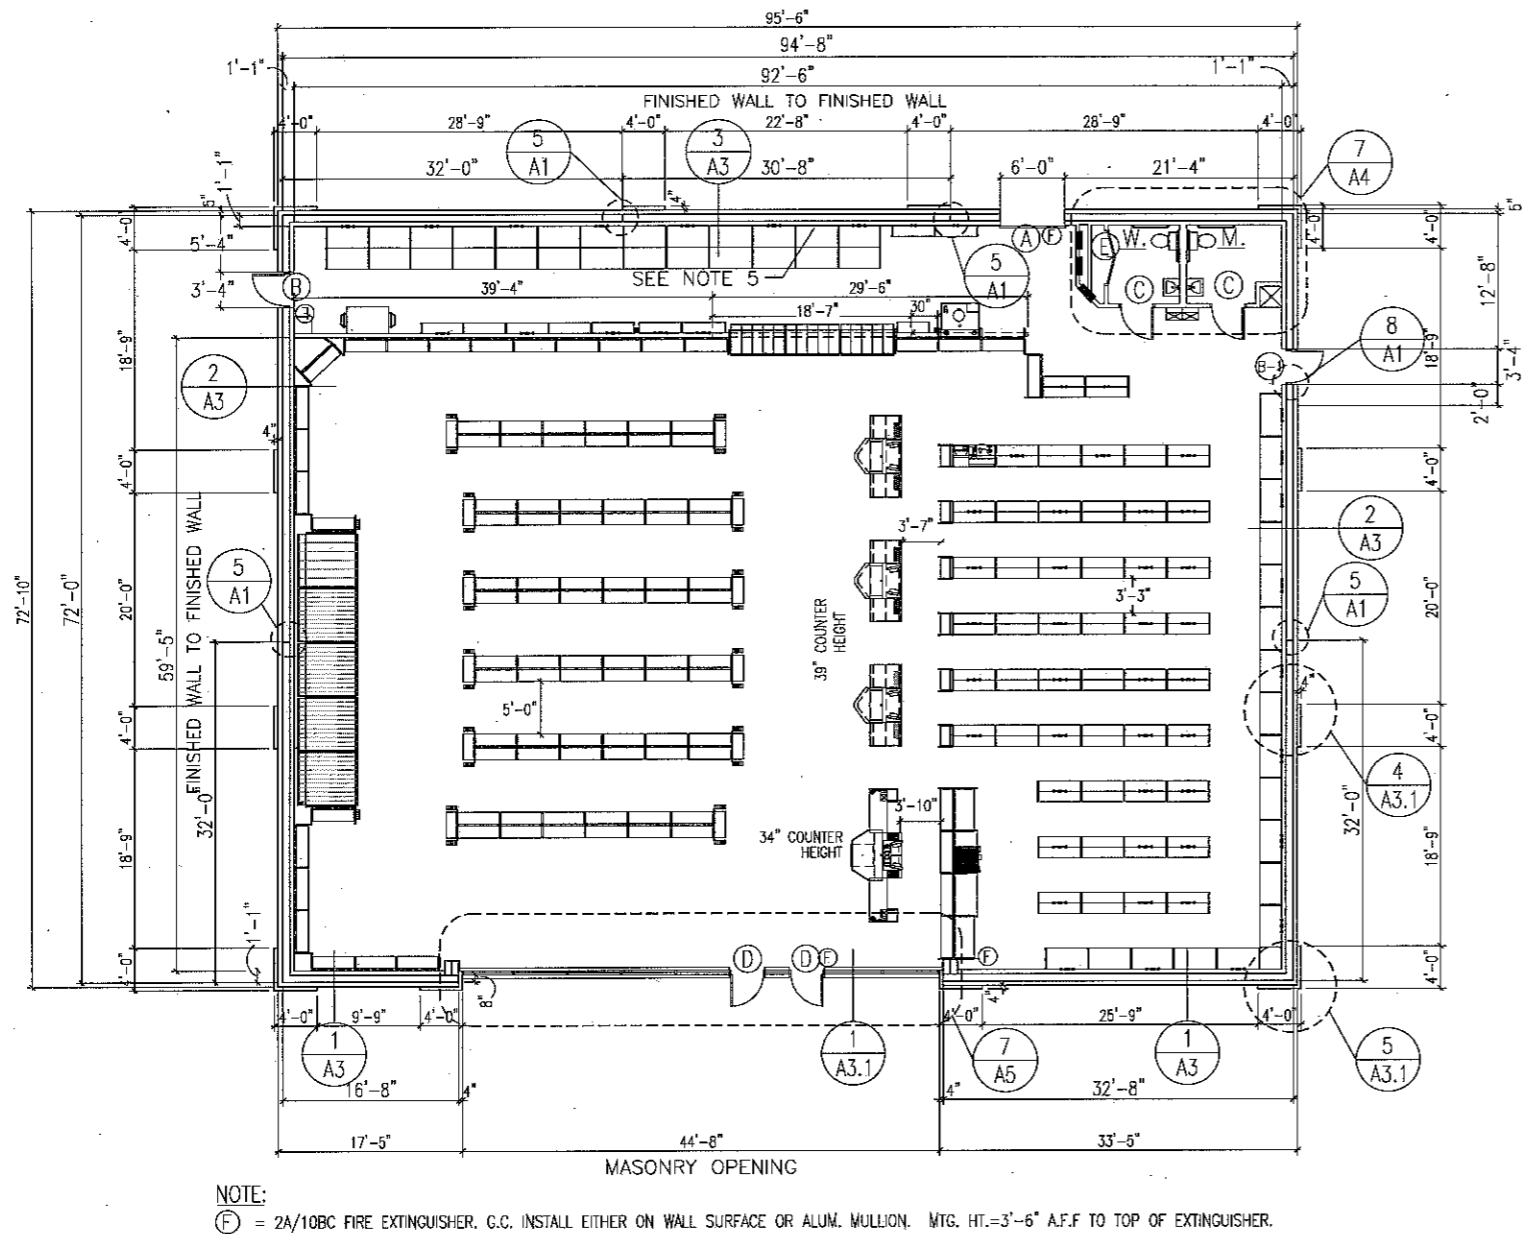 95'-6"
94'-8"
1'-1"
1'-1"
92'-6"
FINISHED WALL TO FINISHED WALL
4'-0"
28'-9"
4'-0"
22'-8"
4'-0"
28'-9"
4'-0"
5
A1
3
A3
7
A4
32'-0"
30'-8"
6'-0"
21'-4"
1'-1"
5"
4"
5"
4'-0"
4'-0"
4'-0"
5'-4"
3'-4"
A
F
E
W.
M.
C
C
12'-8"
SEE NOTE 5
5
A1
B
F
39'-4"
29'-6"
18'-7"
30"
18'-9"
18'-9"
8
A1
3'-4"
B-1
2'-0"
2
A3
4"
4'-0"
4'-0"
3'-7"
2
A3
FINISHED WALL TO FINISHED WALL
5
A1
5
A1
72'-10"
72'-0"
20'-0"
20'-0"
3'-3"
59'-5"
39" COUNTER
HEIGHT
4"
5'-0"
4'-0"
4'-0"
4
A3.1
32'-0"
32'-0"
3'-10"
34" COUNTER
HEIGHT
18'-9"
18'-9"
1'-1"
4'-0"
4'-0"
D
D
F
F
8"
4"
4'-0"
9'-9"
4'-0"
4'-0"
25'-9"
4'-0"
1
A3
1
A3.1
7
A5
1
A3
5
A3.1
16'-8"
4"
4"
32'-8"
17'-5"
44'-8"
33'-5"
MASONRY OPENING
NOTE:
F = 2A/10BC FIRE EXTINGUISHER. G.C. INSTALL EITHER ON WALL SURFACE OR ALUM. MULLION. MTG. HT.=3'-6" A.F.F TO TOP OF EXTINGUISHER.